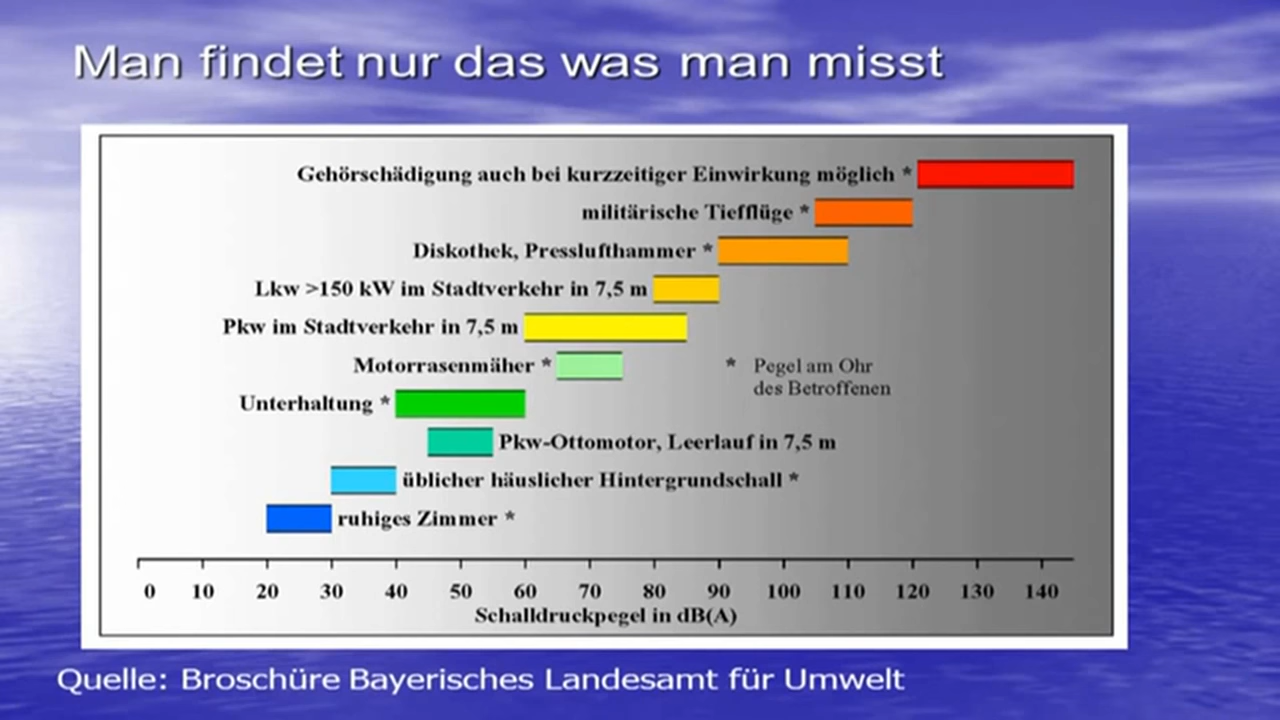 Man findet nur das was man misst
Gehörschädigung auch bei kurzzeitiger Einwirkung möglich *
militärische Tiefflüge *
Diskothek, Presslufthammer *
Lkw >150 kW im Stadtverkehr in 7,5 m
Pkw im Stadtverkehr in 7,5 m
Motorrasenmäher *
* Pegel am Ohr
des Betroffenen
Unterhaltung *
Pkw-Ottomotor, Leerlauf in 7,5 m
üblicher häuslicher Hintergrundschall *
ruhiges Zimmer *
0 10 20 30 40 50 60 70 80 90 100 110 120 130 140
Schalldruckpegel in dB(A)
Quelle: Broschüre Bayerisches Landesamt für Umwelt